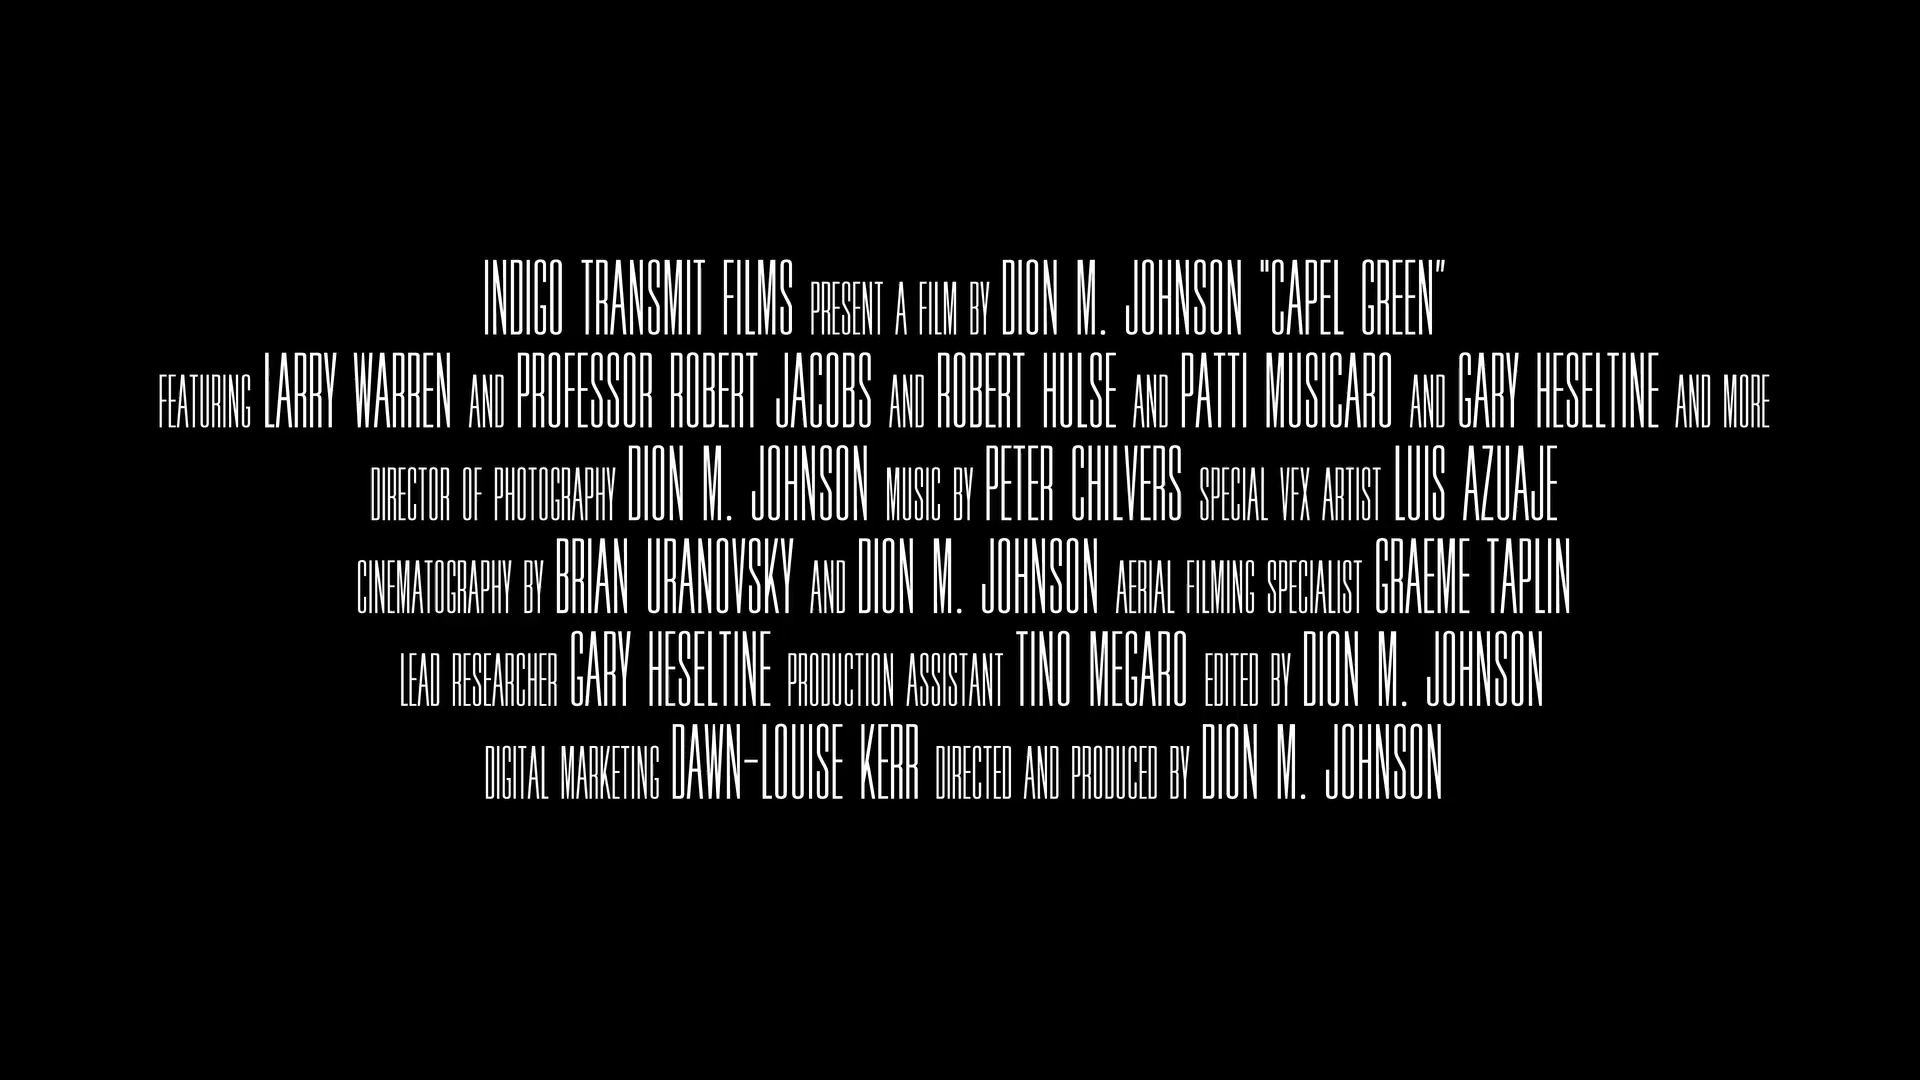 INDIGO TRANSMIT FILMS PRESENT A FILM BY DION M. JOHNSON "CAPEL GREEN"
FEATURING LARRY WARREN AND PROFESSOR ROBERT JACOBS AND ROBERT HULSE AND PATTI MUSICARO AND GARY HESELTINE AND MORE
DIRECTOR OF PHOTOGRAPHY DION M. JOHNSON MUSIC BY PETER CHILVERS SPECIAL VFX ARTIST LUIS AZUAJE
CINEMATOGRAPHY BY BRIAN URANOVSKY AND DION M. JOHNSON AERIAL FILMING SPECIALIST GRAEME TAPLIN
LEAD RESEARCHER GARY HESELTINE PRODUCTION ASSISTANT TINO MEGARO EDITED BY DION M. JOHNSON
DIGITAL MARKETING DAWN-LOUISE KERR DIRECTED AND PRODUCED BY DION M. JOHNSON